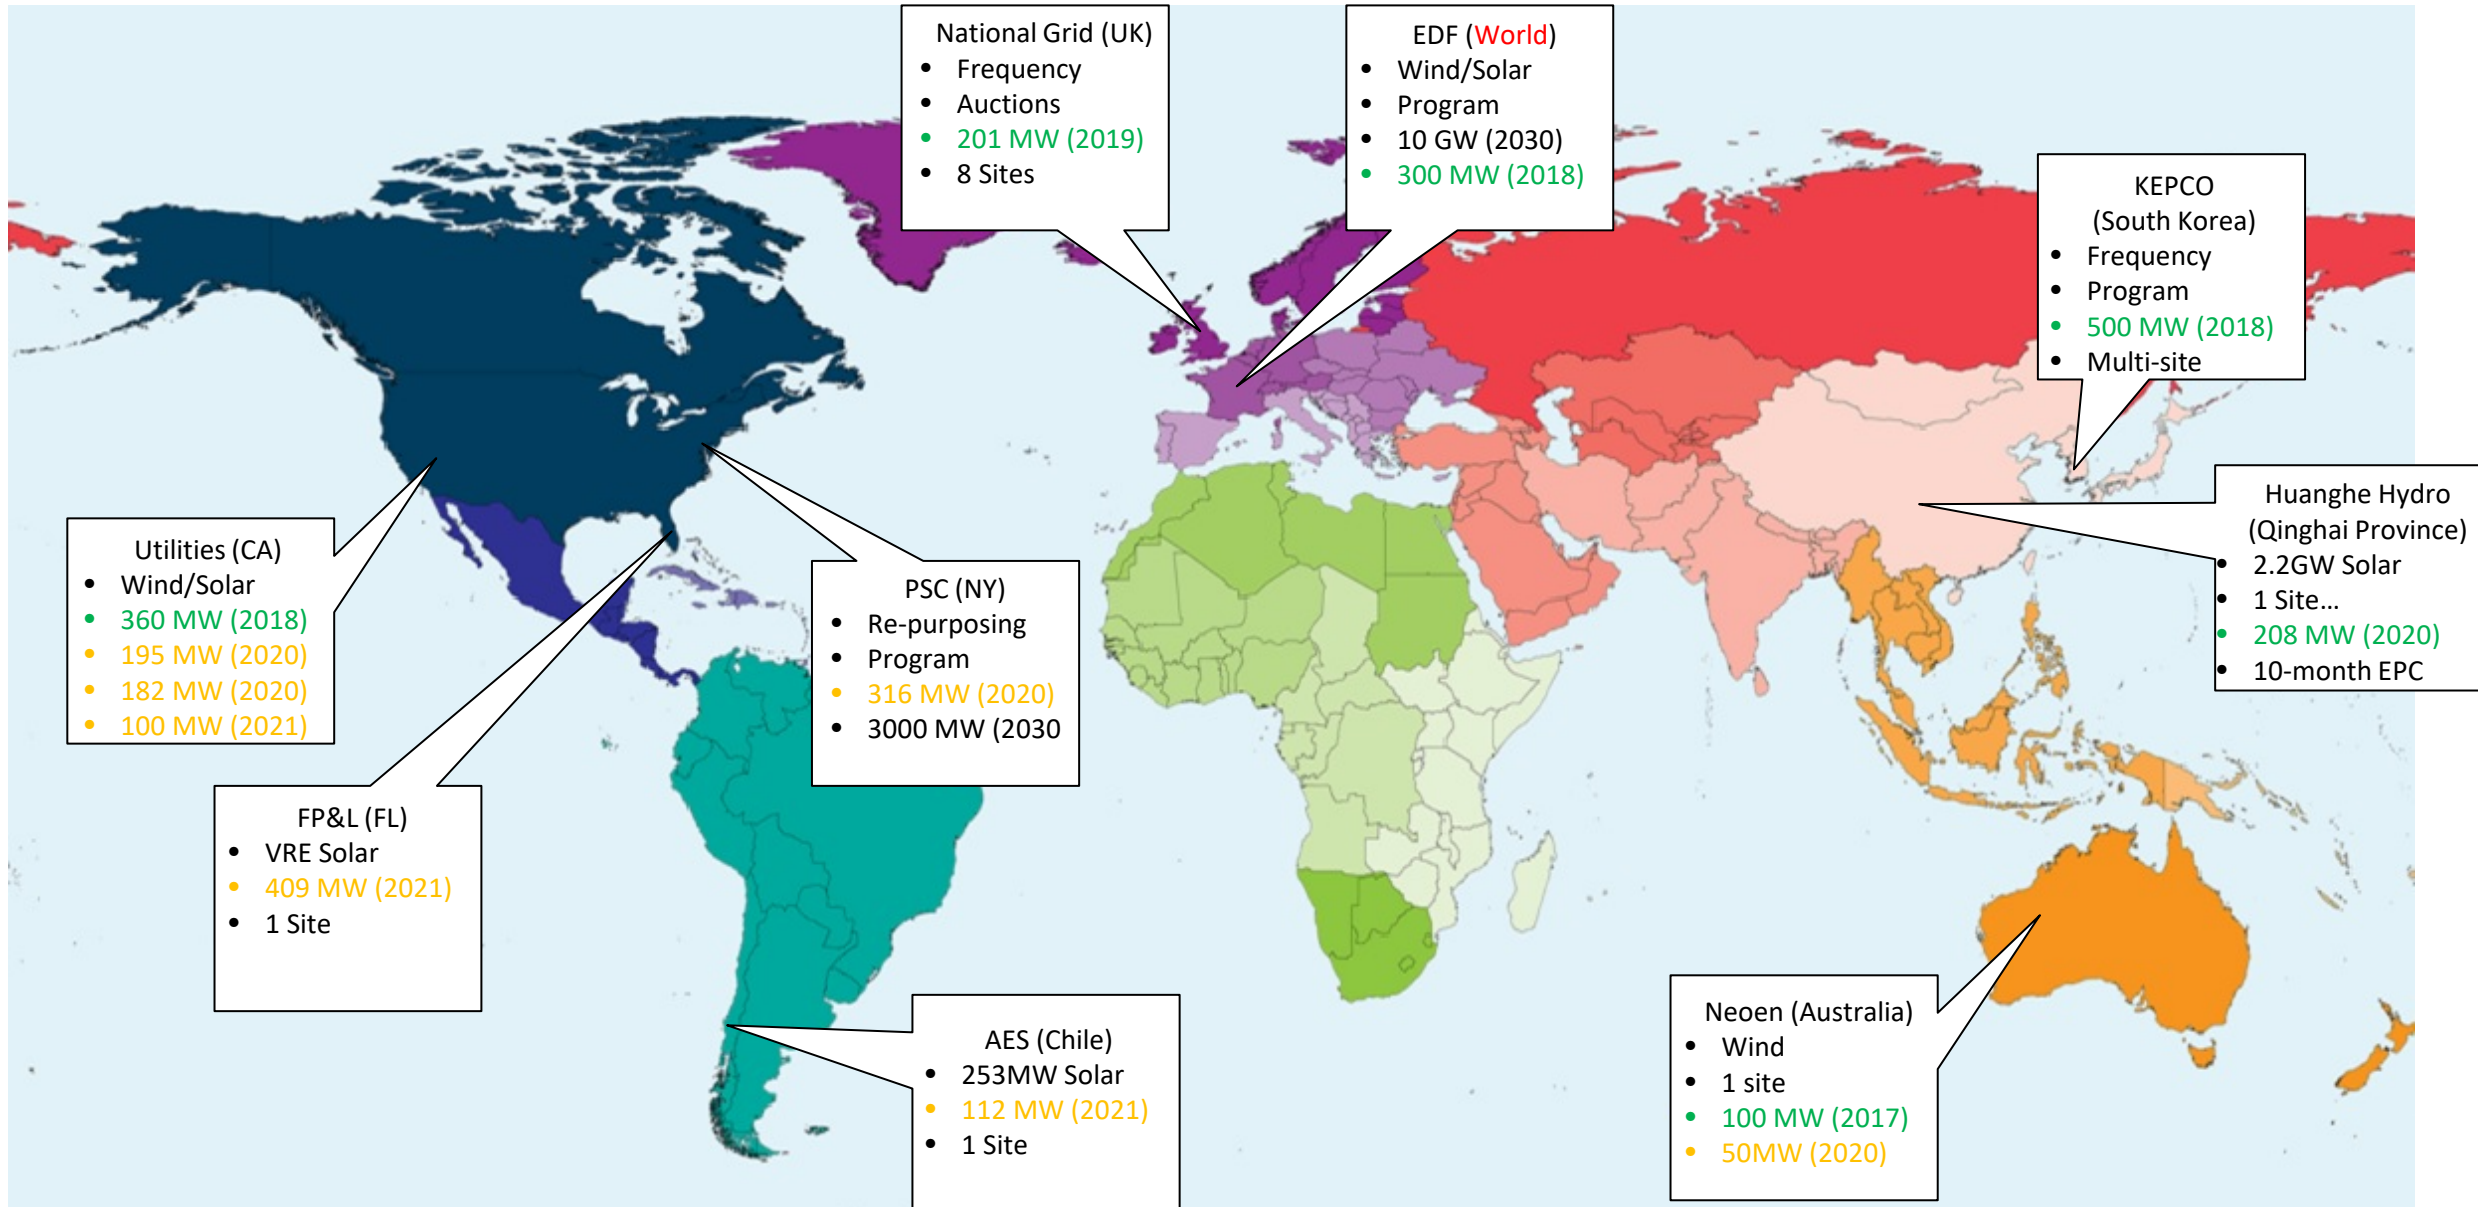 National Grid (UK)
• Frequency
• Auctions
• 201 MW (2019)
• 8 Sites
EDF (World)
• Wind/Solar
• Program
• 10 GW (2030)
• 300 MW (2018)
KEPCO
(South Korea)
• Frequency
• Program
• 500 MW (2018)
• Multi-site
Huanghe Hydro
(Qinghai Province)
• 2.2GW Solar
• 1 Site…
• 208 MW (2020)
• 10-month EPC
Utilities (CA)
• Wind/Solar
• 360 MW (2018)
• 195 MW (2020)
• 182 MW (2020)
• 100 MW (2021)
PSC (NY)
• Re-purposing
• Program
• 316 MW (2020)
• 3000 MW (2030
FP&L (FL)
• VRE Solar
• 409 MW (2021)
• 1 Site
AES (Chile)
• 253MW Solar
• 112 MW (2021)
• 1 Site
Neoen (Australia)
• Wind
• 1 site
• 100 MW (2017)
• 50MW (2020)